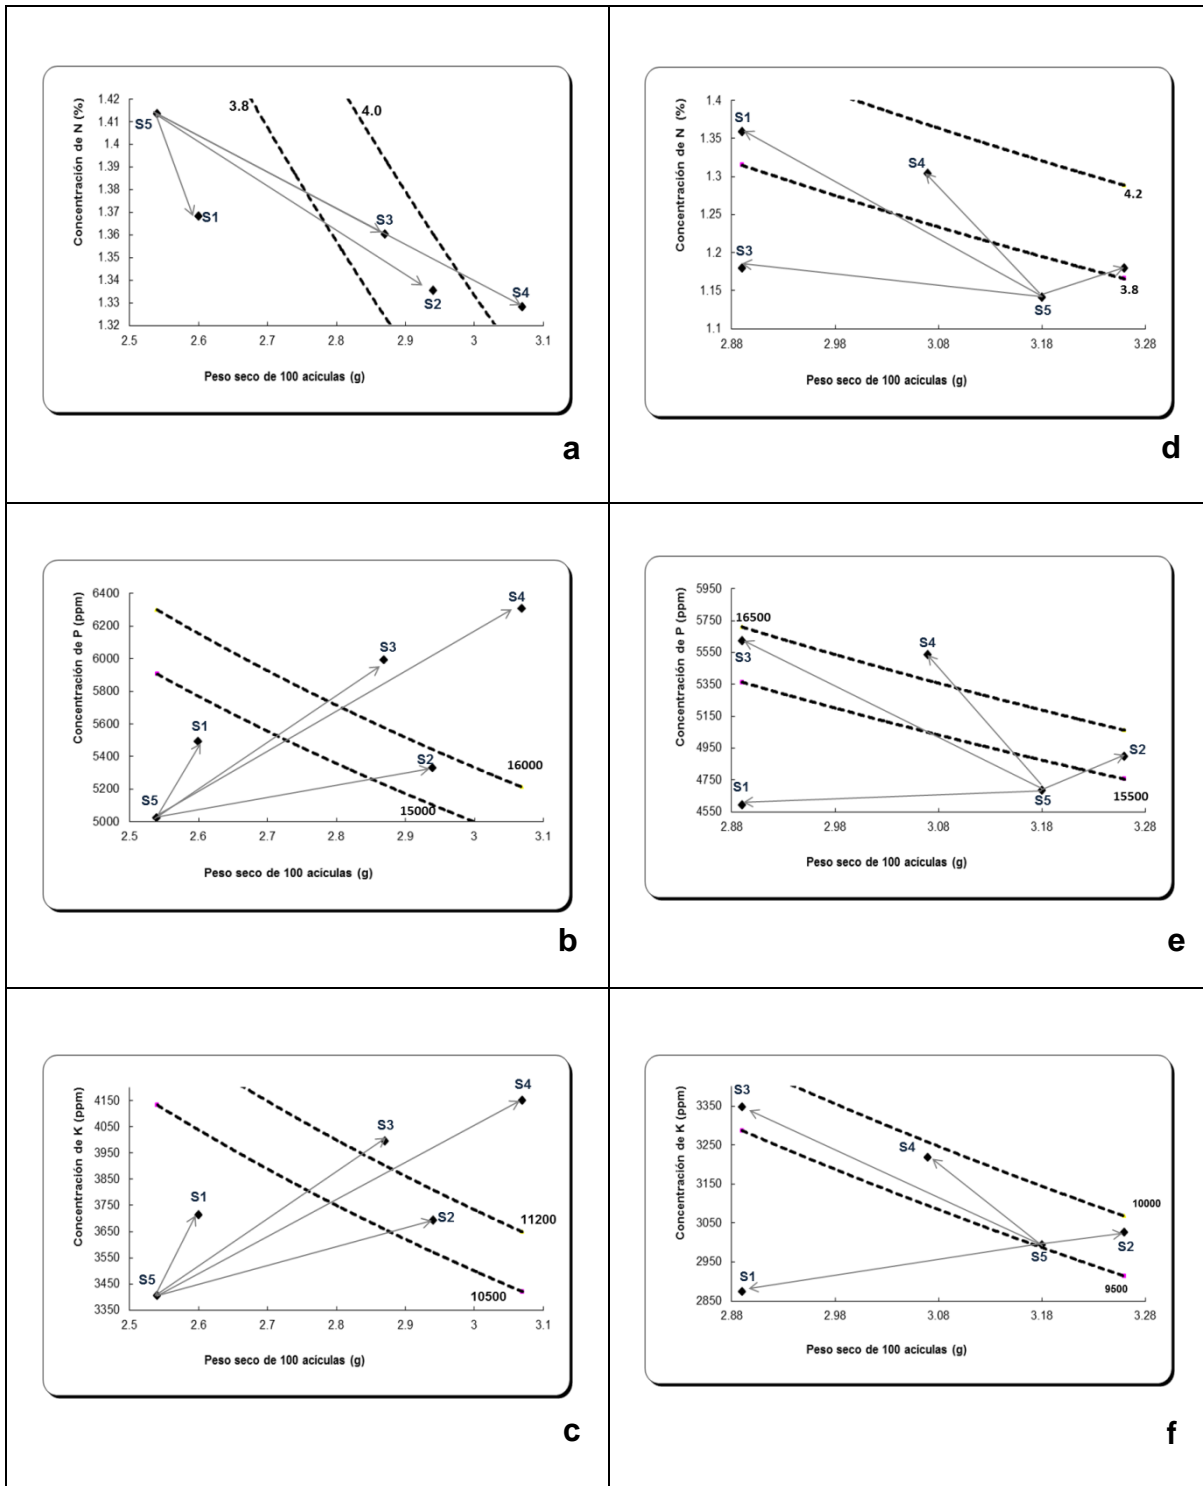 Concentración de N (%)
1.42
1.41
1.4
1.39
1.38
1.37
1.36
1.35
1.34
1.33
1.32
3.8
4.0
S5
S1
S3
S2
S4
2.5 2.6 2.7 2.8 2.9 3 3.1
Peso seco de 100 aciculas (g)
a
Concentración de N (%)
1.4
1.35
1.3
1.25
1.2
1.15
1.1
S1
S4
4.2
S3
3.8
S5
2.88 2.98 3.08 3.18 3.28
Peso seco de 100 aciculas (g)
d
Concentración de P (ppm)
6400
6200
6000
5800
5600
5400
5200
5000
S4
S3
S1
S2
16000
S5
15000
2.5 2.6 2.7 2.8 2.9 3 3.1
Peso seco de 100 aciculas (g)
b
Concentración de P (ppm)
5950
5750
5550
5350
5150
4950
4750
4550
16500
S4
S3
S2
S1
S5
15500
2.88 2.98 3.08 3.18 3.28
Peso seco de 100 aciculas (g)
e
Concentración de K (ppm)
4150
4050
3950
3850
3750
3650
3550
3450
3350
S4
S3
S1
S2
11200
S5
10500
2.5 2.6 2.7 2.8 2.9 3 3.1
Peso seco de 100 aciculas (g)
c
Concentración de K (ppm)
3350
3250
3150
3050
2950
2850
S3
S4
10000
S2
S5
S1
9500
2.88 2.98 3.08 3.18 3.28
Peso seco de 100 aciculas (g)
f